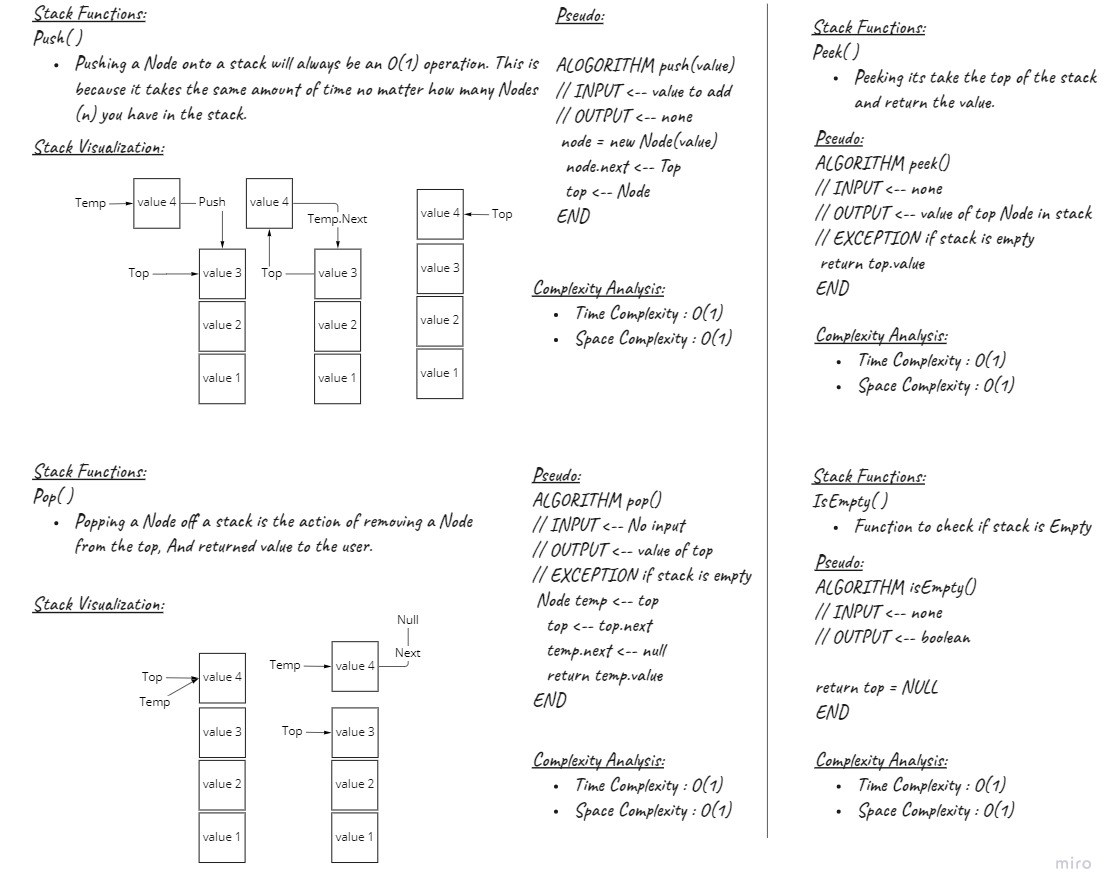 Stack Functions:
Push( )
• Pushing a Node onto a stack will always be an O(1) operation. This is
because it takes the same amount of time no matter how many Nodes
(n) you have in the stack.
Stack Visualization:
Temp
value 4
Push
Top
value 3
value 2
value 1
value 4
Temp.Next
Top
value 3
value 2
value 1
value 4
Top
value 3
value 2
value 1
Pseudo:
ALOGORITHM push(value)
// INPUT <-- value to add
// OUTPUT <-- none
node = new Node(value)
node.next <-- Top
top <-- Node
END
Complexity Analysis:
• Time Complexity : O(1)
• Space Complexity : O(1)
Stack Functions:
Peek( )
• Peeking its take the top of the stack
and return the value.
Pseudo:
ALGORITHM peek()
// INPUT <-- none
// OUTPUT <-- value of top Node in stack
// EXCEPTION if stack is empty
return top.value
END
Complexity Analysis:
• Time Complexity : O(1)
• Space Complexity : O(1)
Stack Functions:
Pop( )
• Popping a Node off a stack is the action of removing a Node
from the top, And returned value to the user.
Stack Visualization:
Top
Temp
value 4
value 3
value 2
value 1
Null
Next
Temp
value 4
Top
value 3
value 2
value 1
Pseudo:
ALGORITHM pop()
// INPUT <-- No input
// OUTPUT <-- value of top
// EXCEPTION if stack is empty
Node temp <-- top
top <-- top.next
temp.next <-- null
return temp.value
END
Complexity Analysis:
• Time Complexity : O(1)
• Space Complexity : O(1)
Stack Functions:
IsEmpty( )
• Function to check if stack is Empty
Pseudo:
ALGORITHM isEmpty()
// INPUT <-- none
// OUTPUT <-- boolean
return top = NULL
END
Complexity Analysis:
• Time Complexity : O(1)
• Space Complexity : O(1)
miro